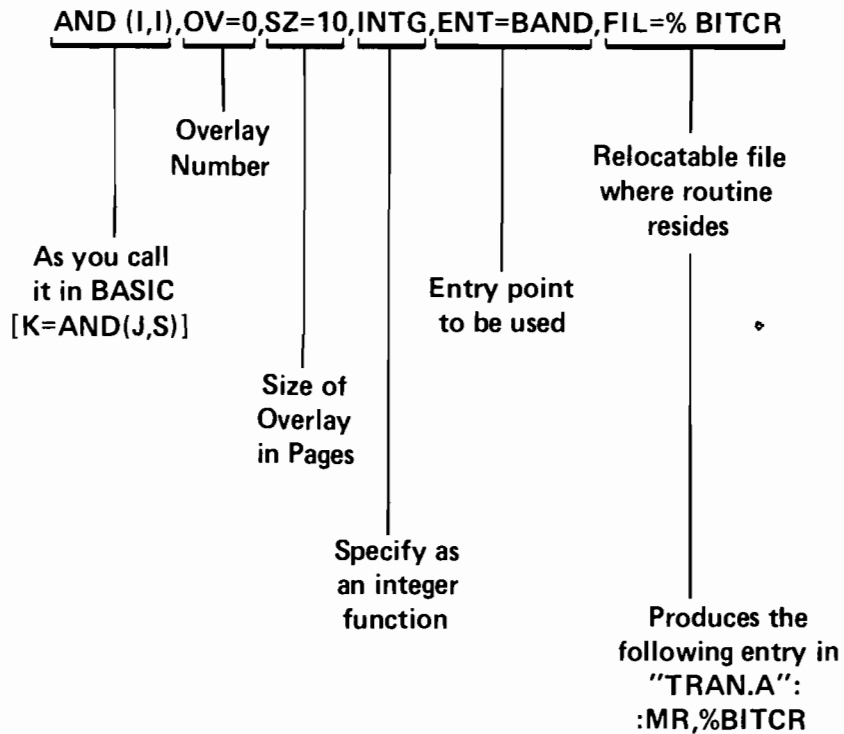 AND (I,I),OV=0,SZ=10,INTG,ENT=BAND,FIL=% BITCR
Overlay
Number
Relocatable file
where routine
resides
As you call
it in BASIC
[K=AND(J,S)]
Entry point
to be used
Size of
Overlay
in Pages
Specify as
an integer
function
Produces the
following entry in
"TRAN.A":
:MR,%BITCR